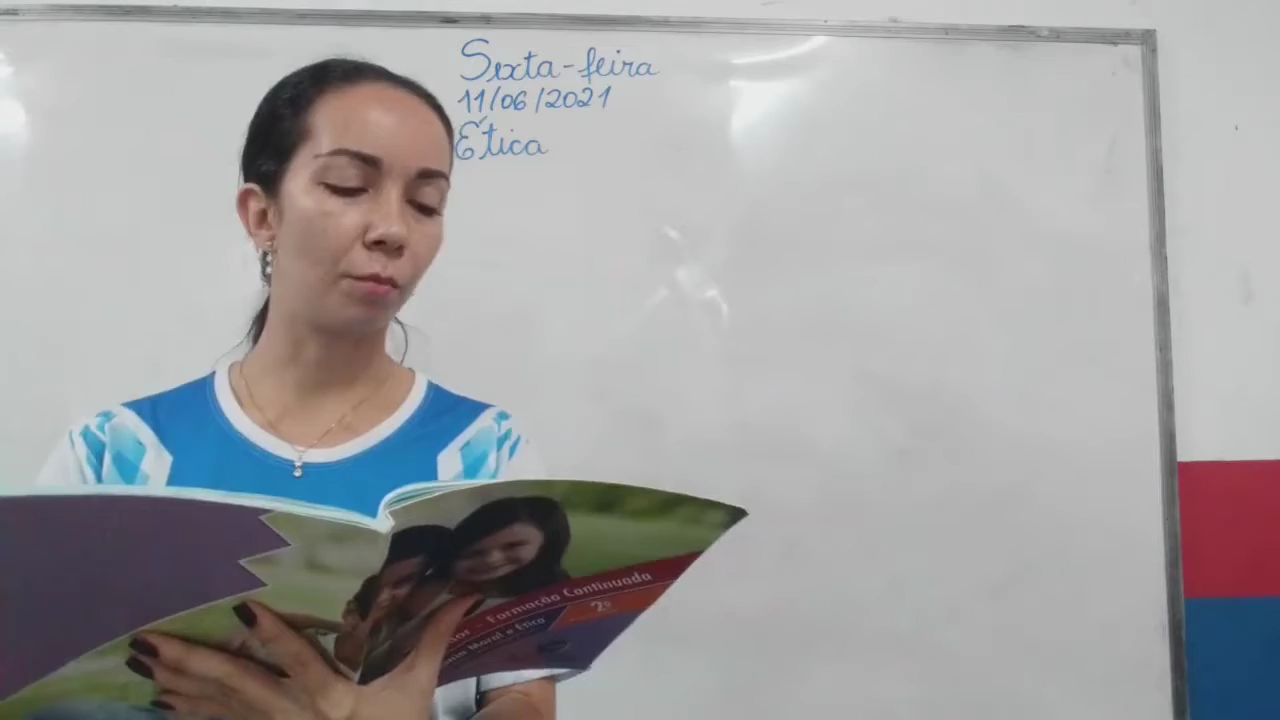 Sexta-feira
11/06/2021
Ética
Formação Continuada
2º
Moral e Ética